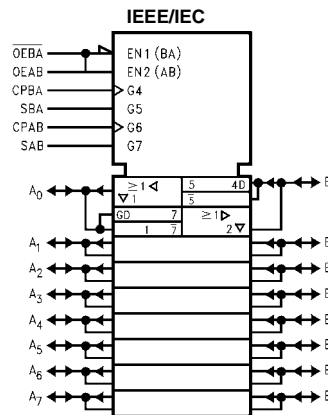 IEEE/IEC
OEBA EN1 (BA)
OEAB EN2 (AB)
CPBA G4
SBA G5
CPAB G6
SAB G7
A0 ≥1 1 5 4D
5
GD 7 ≥1
1 7 2
A1
A2
A3
A4
A5
A6
A7